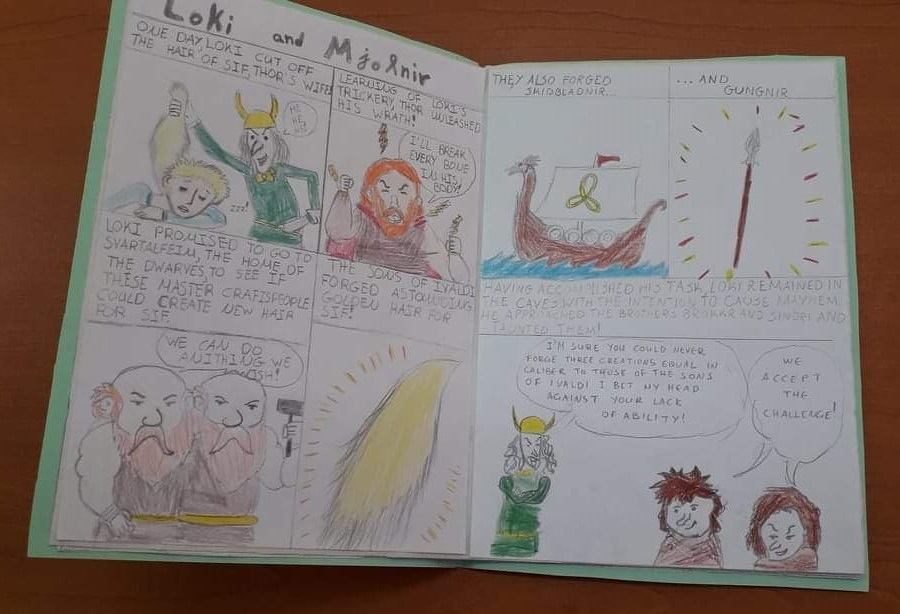 Loki and Mjolnir
ONE DAY, LOKI CUT OFF
THE HAIR OF SIF, THOR'S WIFE!
HE
HE
HE!
ZZZ!
LEARNING OF LOKI'S
TRICKERY, THOR UNLEASHED
HIS WRATH!
I'LL BREAK
EVERY BONE
IN HIS
BODY!
LOKI PROMISED TO GO TO
SVARTALFEIM, THE HOME OF
THE DWARVES, TO SEE IF
THESE MASTER CRAFTSPEOPLE
COULD CREATE NEW HAIR
FOR SIF.
THE SONS OF IVALDI
FORGED ASTOUNDING
GOLDEN HAIR FOR
SIF!
WE CAN DO
ANITHING WE
WISH!
THEY ALSO FORGED
SKIDBLADNIR...
... AND
GUNGNIR
HAVING ACCOMPLISHED HIS TASK, LOKI REMAINED IN
THE CAVES WITH THE INTENTION TO CAUSE MAYHEM.
HE APPROACHED THE BROTHERS BROKKR AND SINDRI AND
TAUNTED THEM!
I'M SURE YOU COULD NEVER
FORGE THREE CREATIONS EQUAL IN
CALIBER TO THOSE OF THE SONS
OF IVALDI I BET MY HEAD
AGAINST YOUR LACK
OF ABILITY!
WE
ACCEPT
THE
CHALLENGE!